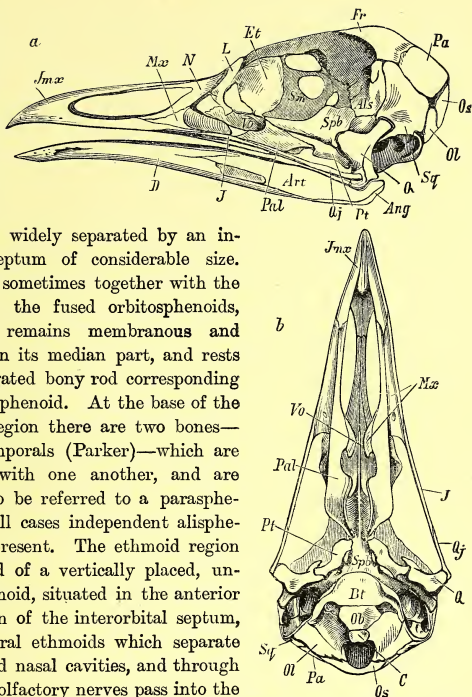 a
Fr
Et
Pa
L
N
Mx
Jmx
Sm
Als
Os
Spb
Vo
Ol
Sq
Q
D
J
Art
Pal
Qj
Pt
Ang
widely separated by an in-
eptum of considerable size.
sometimes together with the
the fused orbitosphenoids,
remains membranous and
n its median part, and rests
rated bony rod corresponding
phenoid. At the base of the
egion there are two bones—
mporals (Parker)—which are
with one another, and are
o be referred to a parasphe-
ll cases independent alisphe-
resent. The ethmoid region
d of a vertically placed, un-
moid, situated in the anterior
n of the interorbital septum,
ral ethmoids which separate
d nasal cavities, and through
olfactory nerves pass into the
Jmx
b
Mx
Vo
Pal
J
Pt
Qj
Spb
Q
Bt
Ob
Sq
Ol
Pa
C
Os